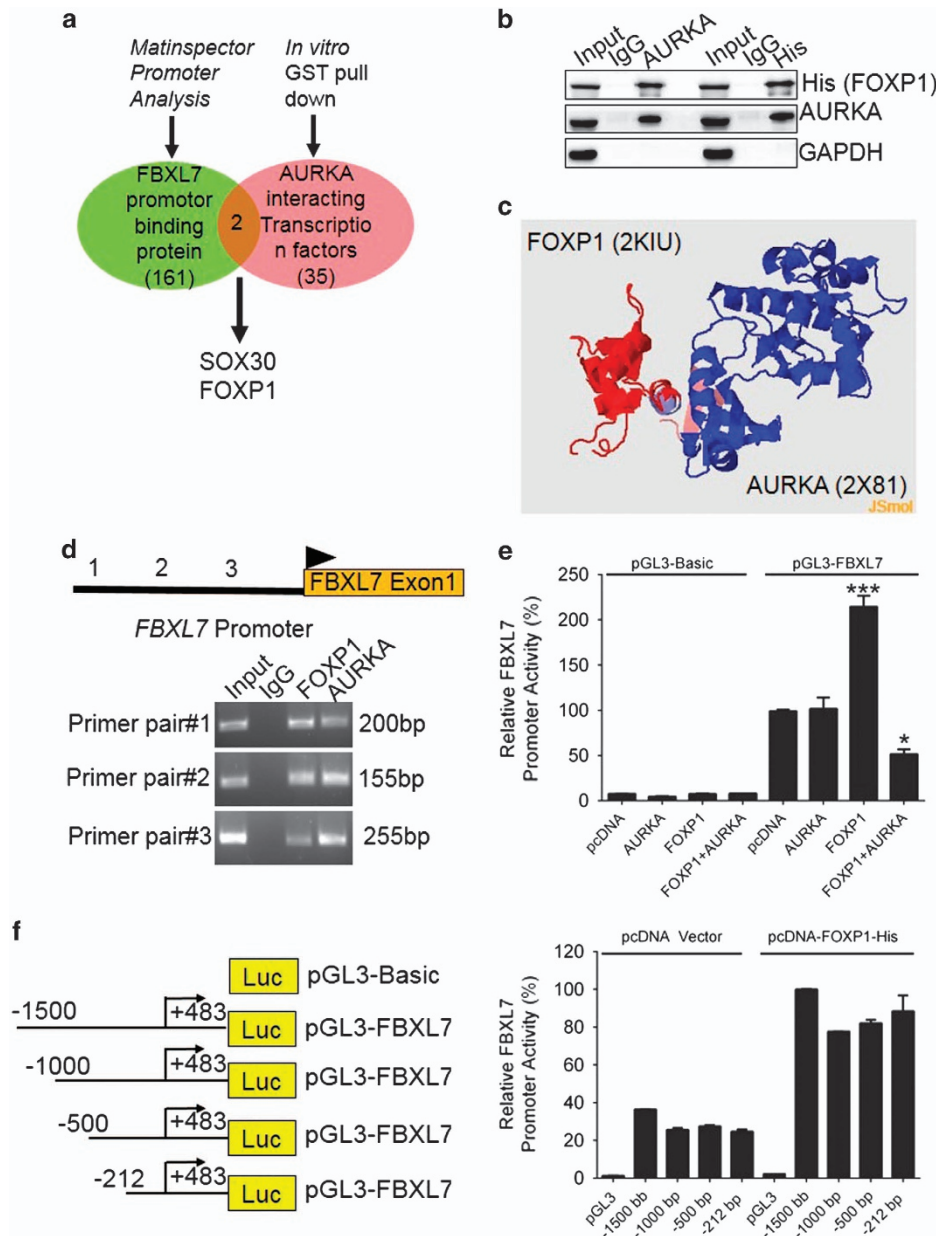 a
Matinspector
Promoter
Analysis
In vitro
GST pull
down
FBXL7
promotor
binding
protein
(161)
2
AURKA
interacting
Transcriptio
n factors
(35)
SOX30
FOXP1
b
Input
IgG
AURKA
Input
IgG
His
His (FOXP1)
AURKA
GAPDH
c
FOXP1 (2KIU)
AURKA (2X81)
JSmol
d
1 2 3
FBXL7 Exon1
FBXL7 Promoter
Input
IgG
FOXP1
AURKA
Primer pair#1 200bp
Primer pair#2 155bp
Primer pair#3 255bp
e
pGL3-Basic pGL3-FBXL7
Relative FBXL7
Promoter Activity (%)
250
200
150
100
50
0
***
*
pcDNA
AURKA
FOXP1
FOXP1+AURKA
pcDNA
AURKA
FOXP1
FOXP1+AURKA
f
Luc pGL3-Basic
-1500 +483 Luc pGL3-FBXL7
-1000 +483 Luc pGL3-FBXL7
-500 +483 Luc pGL3-FBXL7
-212 +483 Luc pGL3-FBXL7
pcDNA Vector pcDNA-FOXP1-His
Relative FBXL7
Promoter Activity (%)
120
100
80
60
40
20
0
pGL3
-1500 bb
-1000 bp
-500 bp
-212 bp
pGL3
-1500 bb
-1000 bp
-500 bp
-212 bp